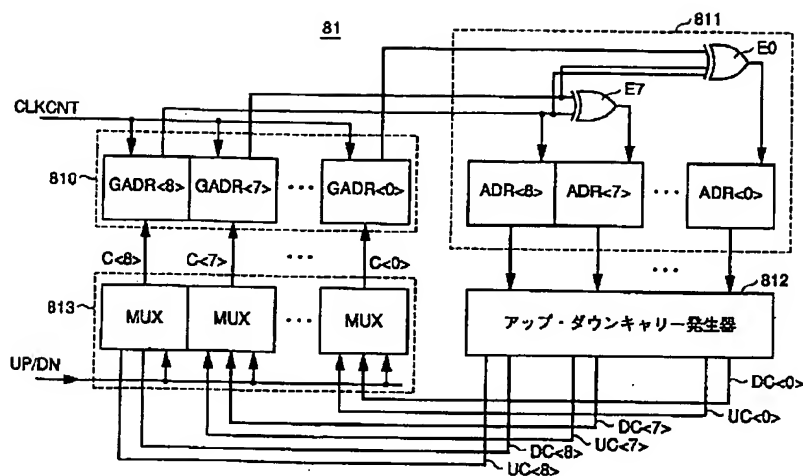 81
811
E0
E7
CLKCNT
810
GADR<8>
GADR<7>
...
GADR<0>
ADR<8>
ADR<7>
...
ADR<0>
C<8>
C<7>
...
C<0>
...
812
813
MUX
MUX
...
MUX
アップ・ダウンキャリー発生器
UP/DN
DC<0>
UC<0>
DC<7>
UC<7>
DC<8>
UC<8>